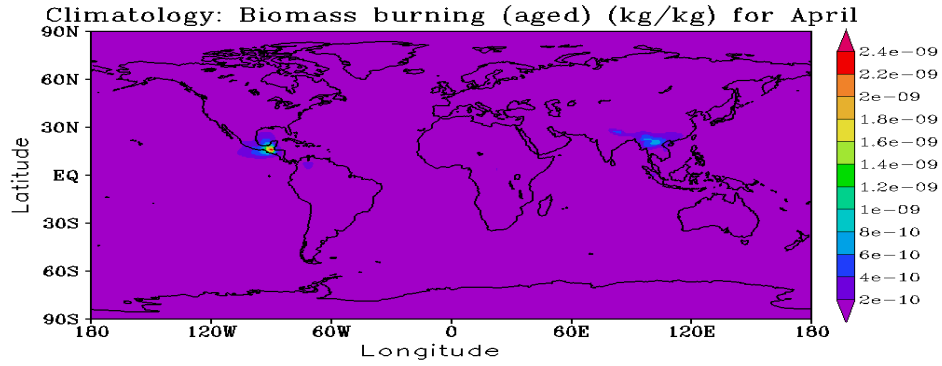 Climatology: Biomass burning (aged) (kg/kg) for April
90N
60N
30N
EQ
30S
60S
90S
Latitude
180
120W
60W
0
60E
120E
180
Longitude
2.4e-09
2.2e-09
2e-09
1.8e-09
1.6e-09
1.4e-09
1.2e-09
1e-09
8e-10
6e-10
4e-10
2e-10